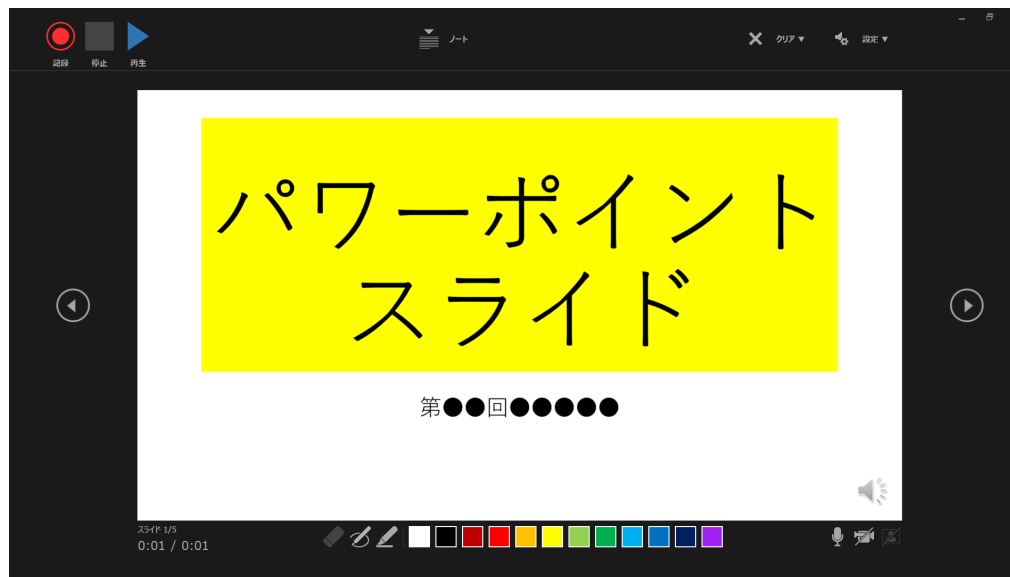 記録 停止 再生
ノート
クリア▼ 設定▼
パワーポイント
スライド
第●●回●●●●●
スライド 1/5
0:01 / 0:01